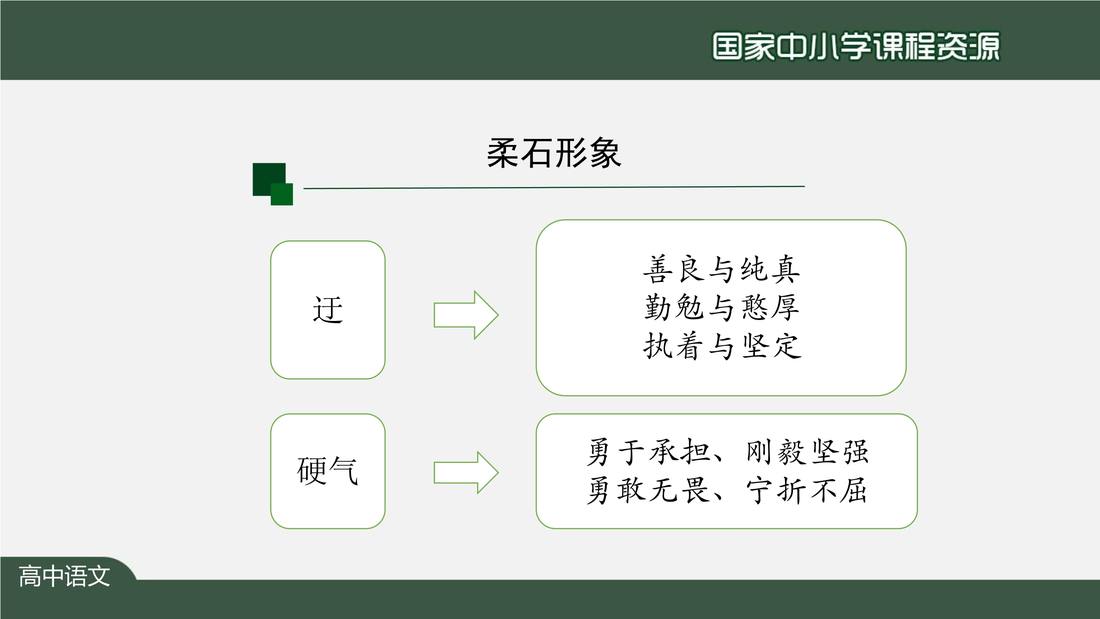 国家中小学课程资源
柔石形象
迂
善良与纯真
勤勉与憨厚
执着与坚定
硬气
勇于承担、刚毅坚强
勇敢无畏、宁折不屈
高中语文